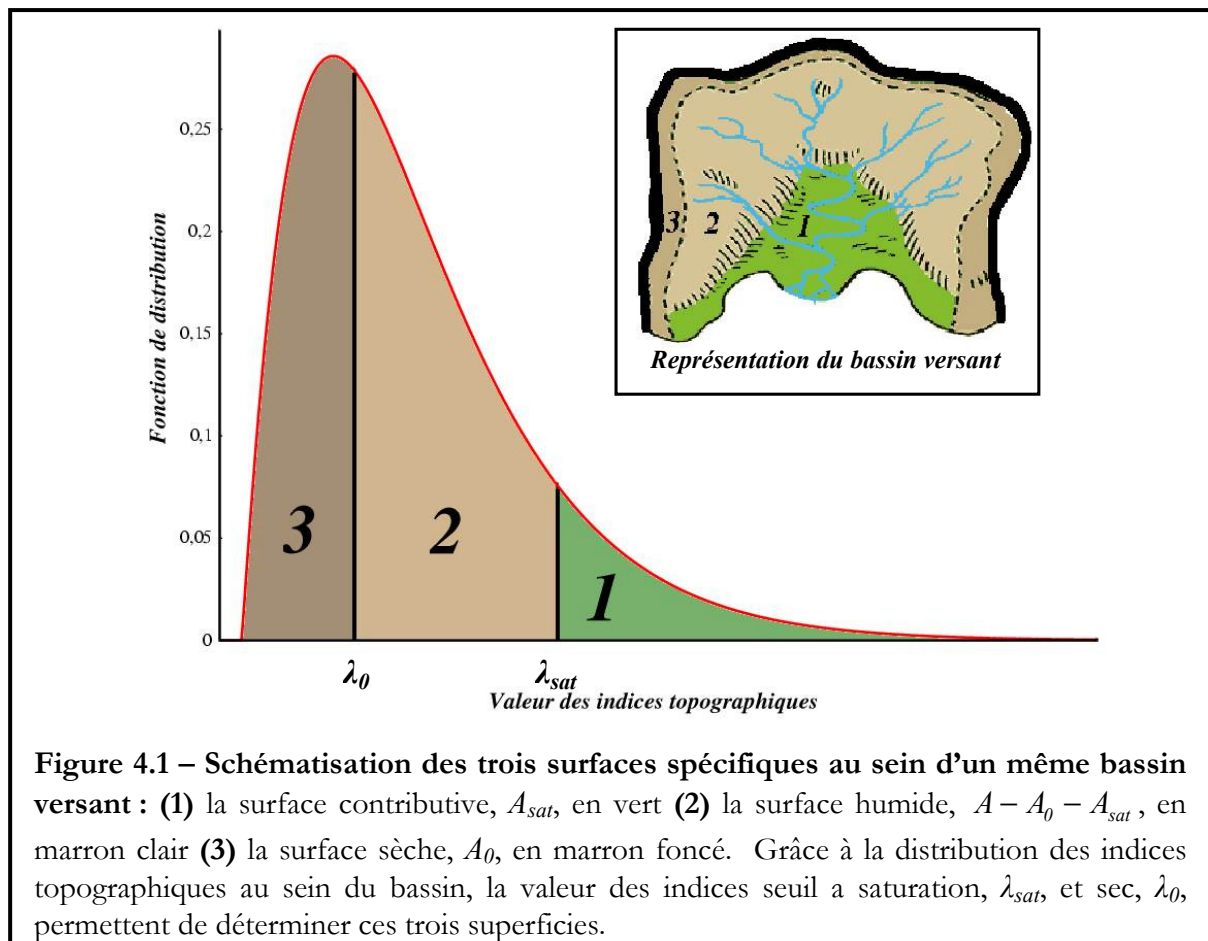 0,25
0,2
0,15
0,1
0,05
0
Fonction de distribution
3
2
1
3
2
1
Représentation du bassin versant
λ0
λsat
Valeur des indices topographiques
Figure 4.1 – Schématisation des trois surfaces spécifiques au sein d’un même bassin
versant : (1) la surface contributive, Asat, en vert (2) la surface humide, A − A0 − Asat , en
marron clair (3) la surface sèche, A0, en marron foncé. Grâce à la distribution des indices
topographiques au sein du bassin, la valeur des indices seuil a saturation, λsat, et sec, λ0,
permettent de déterminer ces trois superficies.